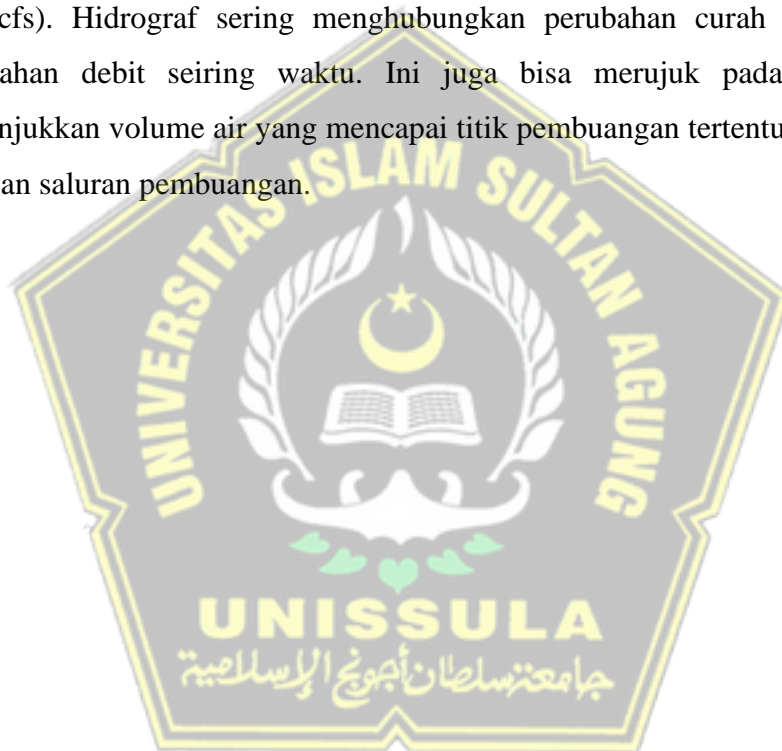 cfs). Hidrograf sering menghubungkan perubahan curah
ahan debit seiring waktu. Ini juga bisa merujuk pada
njukkan volume air yang mencapai titik pembuangan tertentu
an saluran pembuangan.
UNIVERSITAS ISLAM SULTAN AGUNG
UNISSULA
جامعة سلطان أجونج الإسلامية